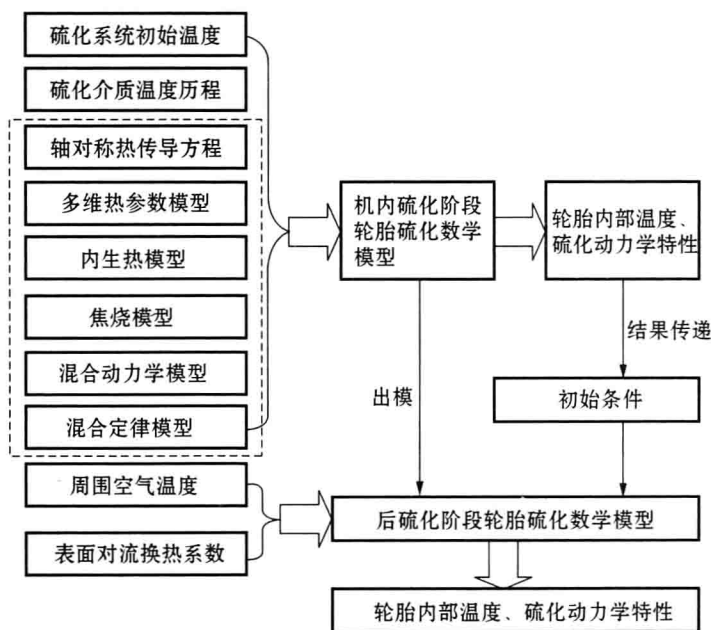 硫化系统初始温度
硫化介质温度历程
轴对称热传导方程
多维热参数模型
内生热模型
焦烧模型
混合动力学模型
混合定律模型
周围空气温度
表面对流换热系数
机内硫化阶段
轮胎硫化数学
模型
轮胎内部温度、
硫化动力学特性
结果传递
出模
初始条件
后硫化阶段轮胎硫化数学模型
轮胎内部温度、硫化动力学特性